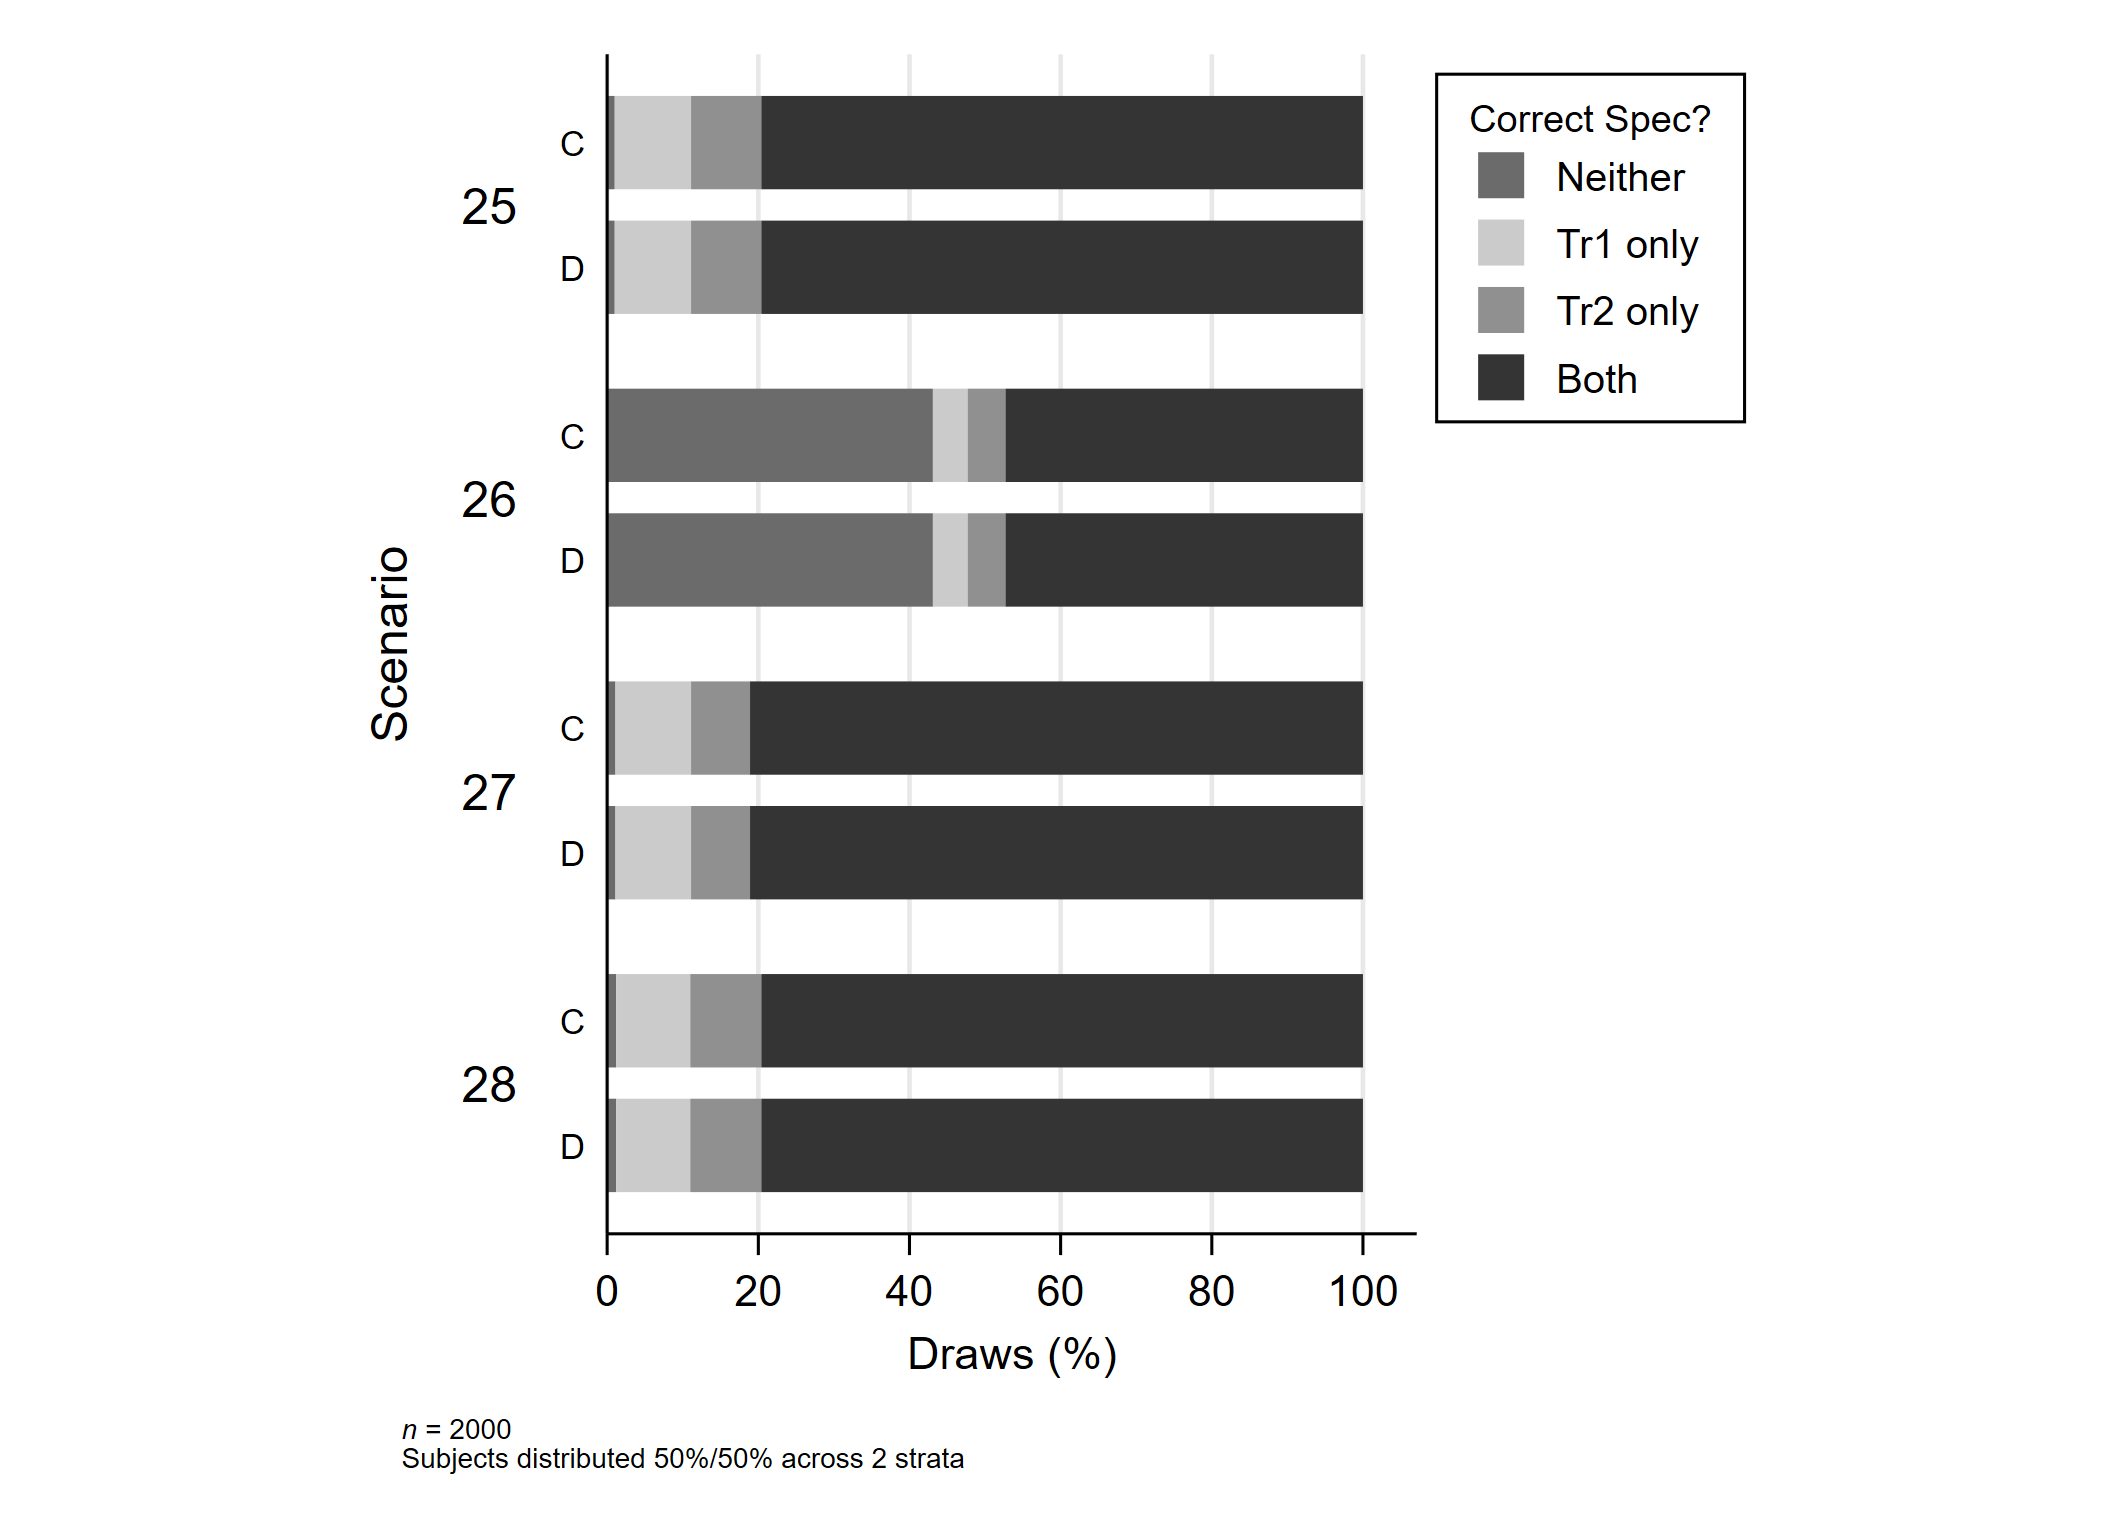 Correct Spec?
Neither
Tr1 only
Tr2 only
Both
Scenario
25
C
D
26
C
D
27
C
D
28
C
D
0 20 40 60 80 100
Draws (%)
n = 2000
Subjects distributed 50%/50% across 2 strata